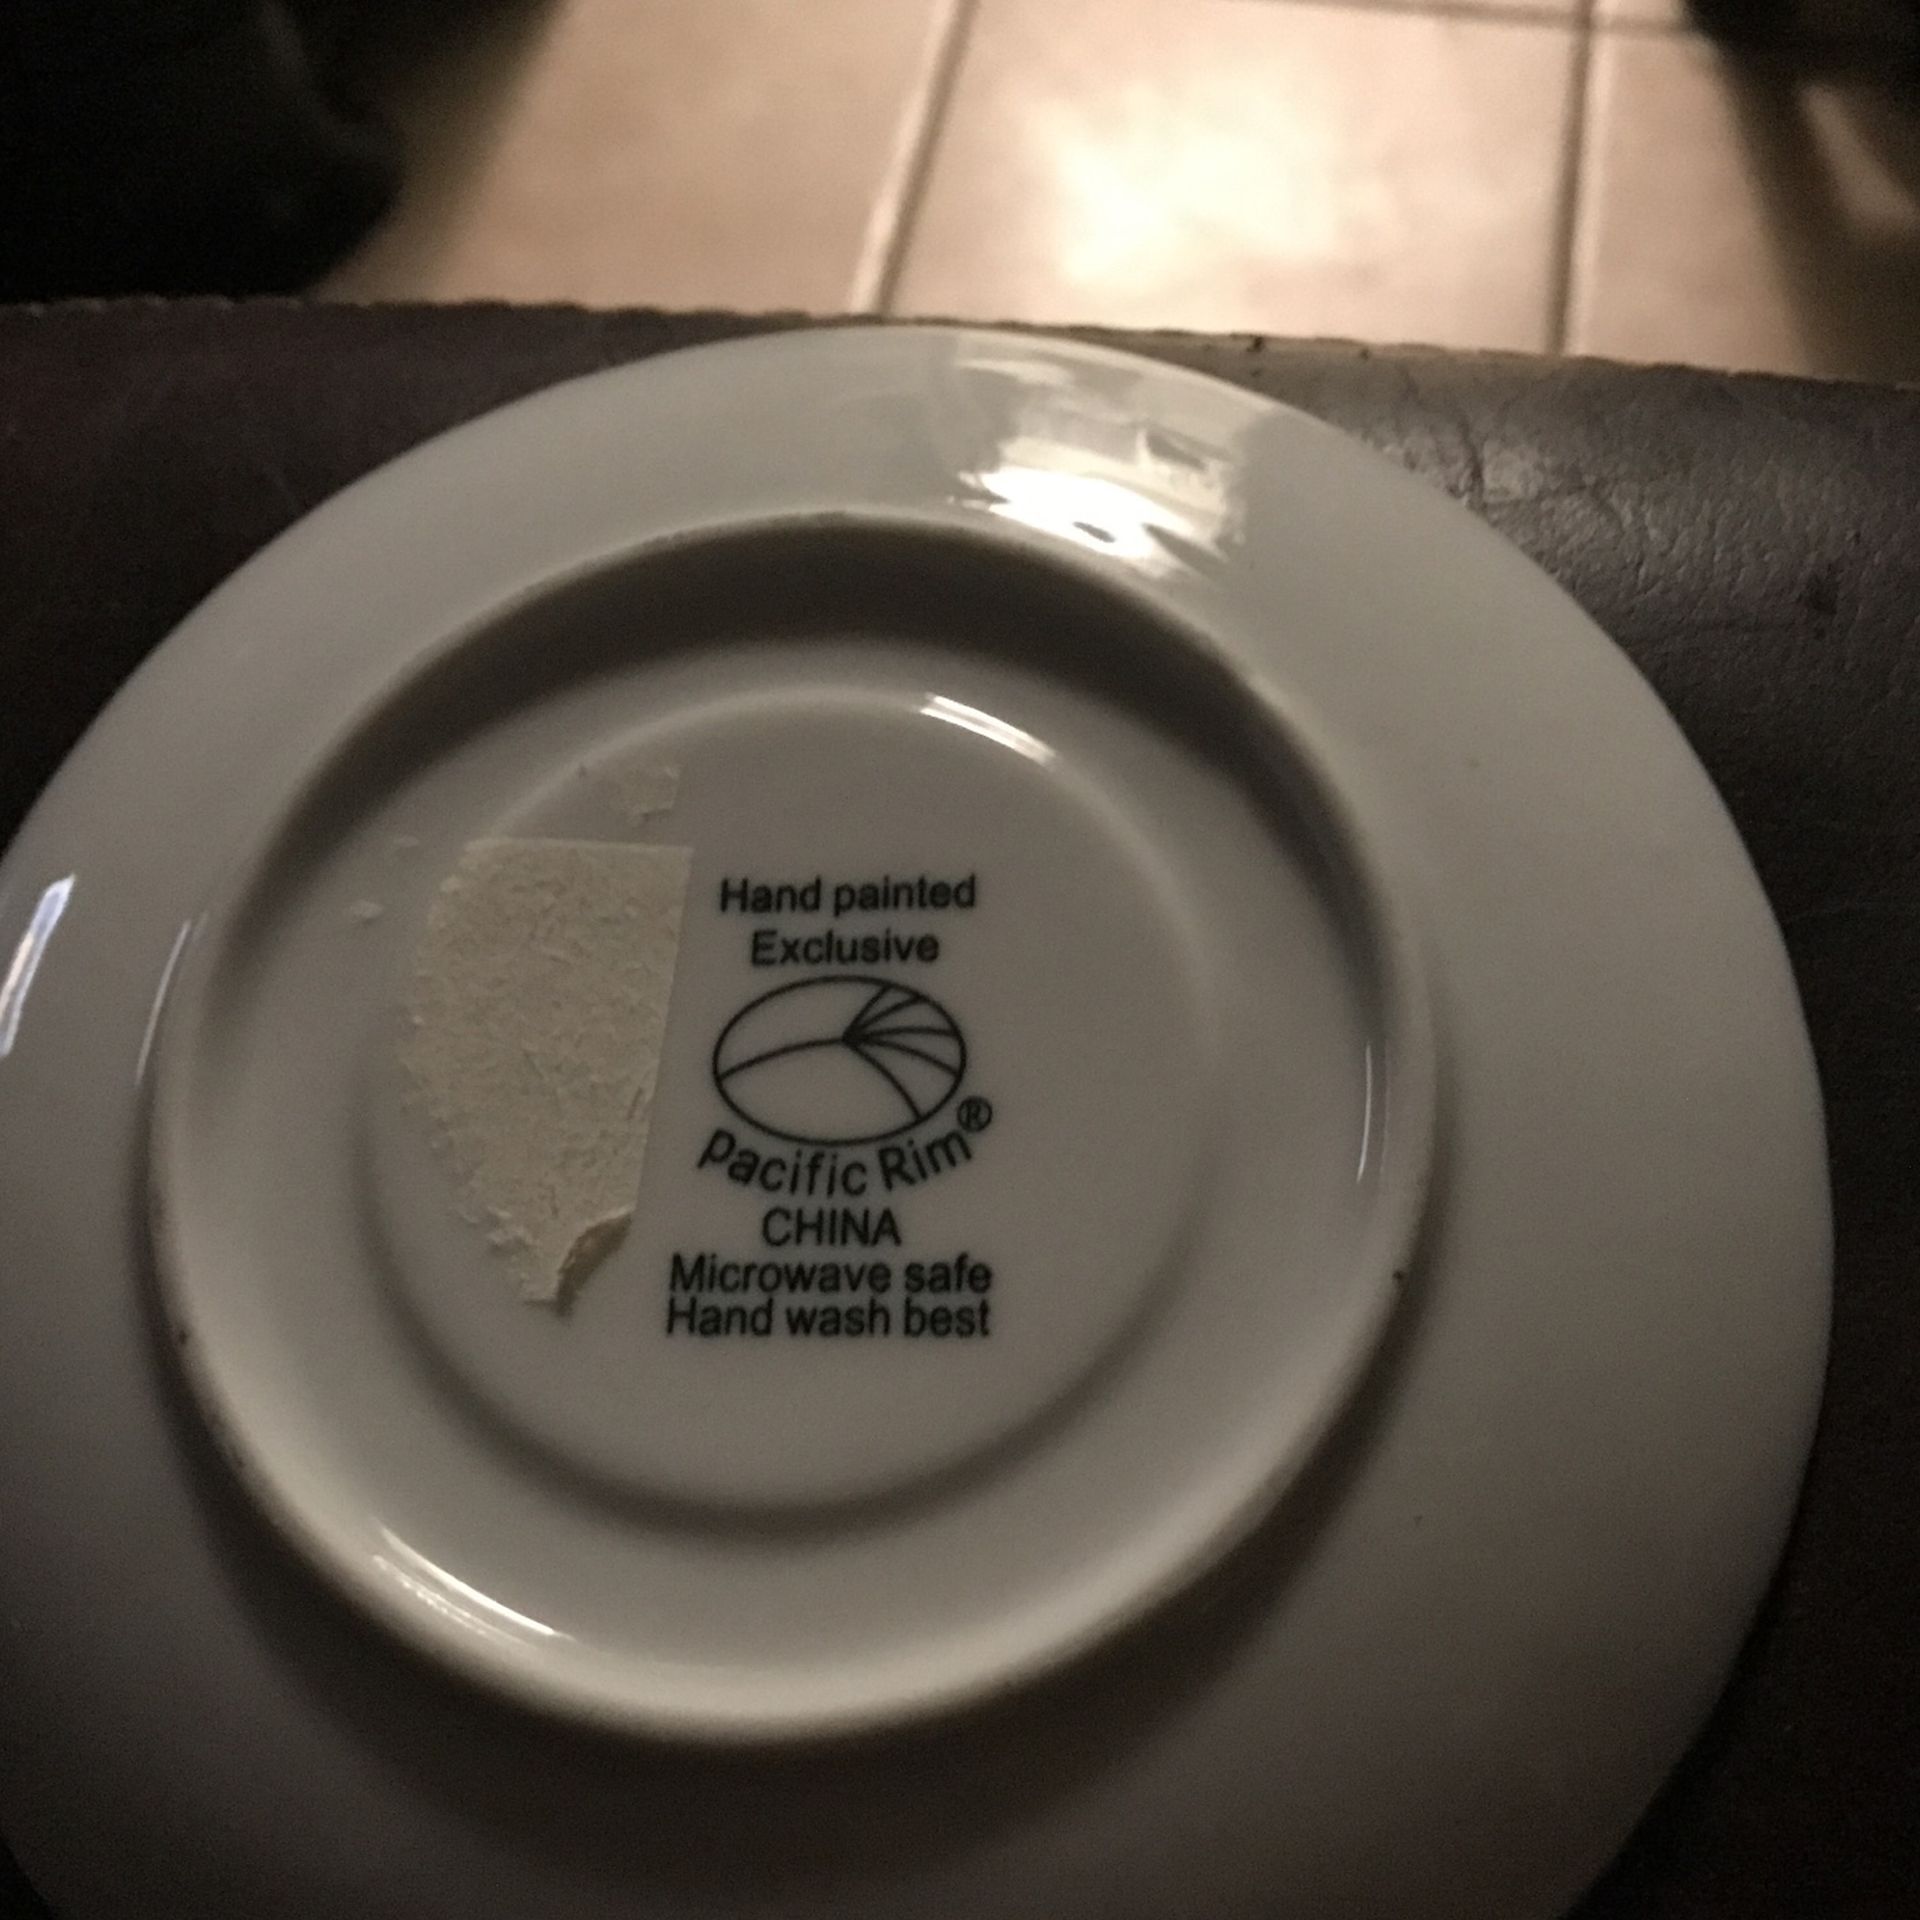 Hand painted
Exclusive
pacific Rim®
CHINA
Microwave safe
Hand wash best